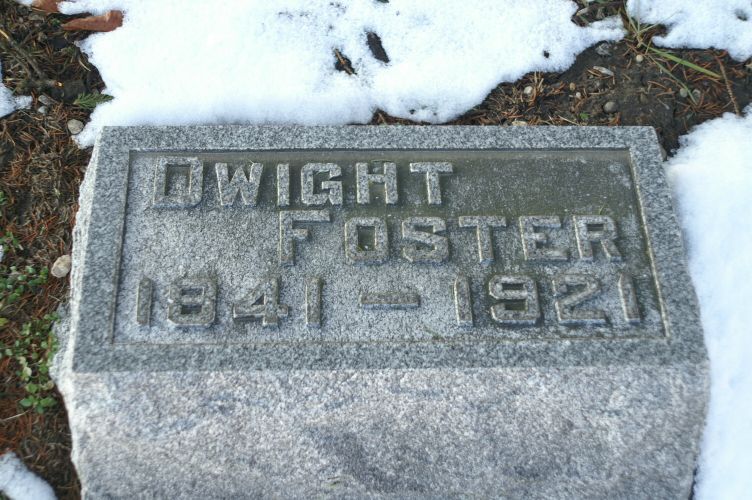 DWIGHT
FOSTER
1841 — 1921